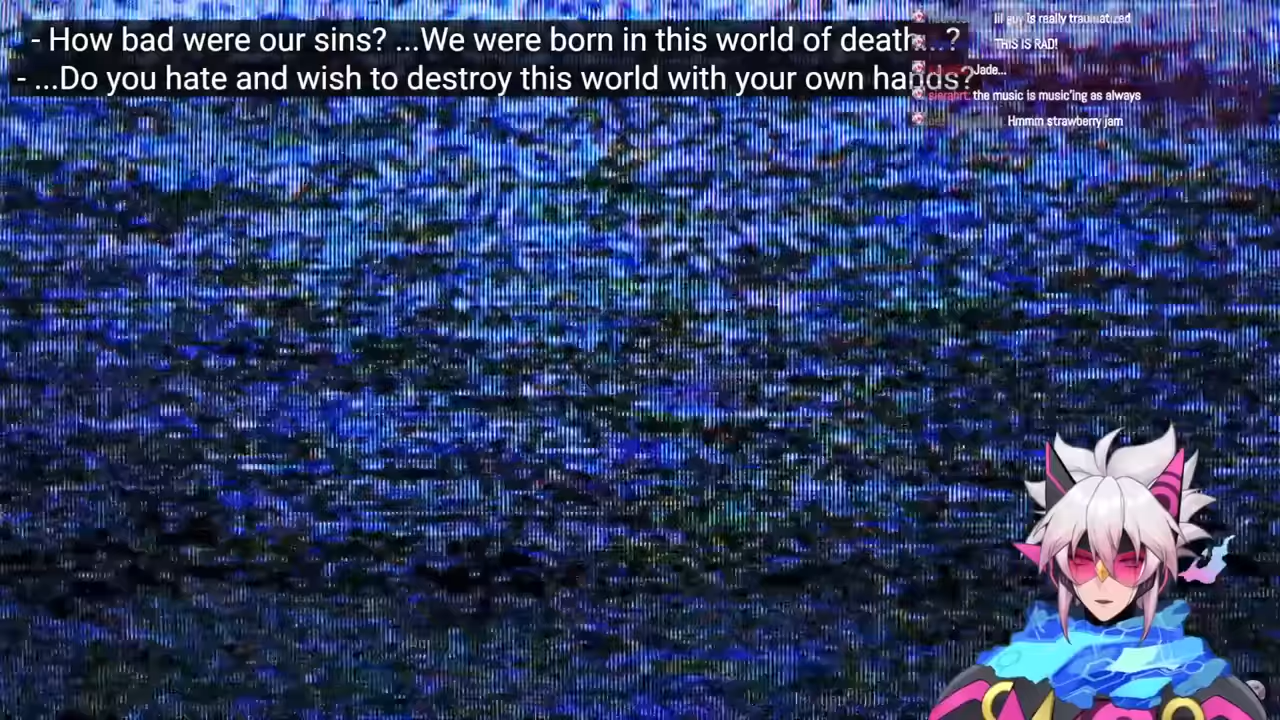 - How bad were our sins? ...We were born in this world of death...?
- ...Do you hate and wish to destroy this world with your own hands?
lil guy is really traumatized
THIS IS RAD!
Jade...
sierahrt: the music is music'ing as always
Hmmm strawberry jam